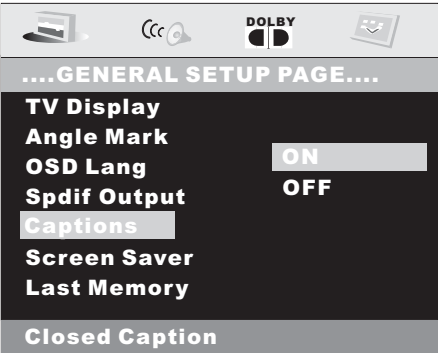 DOLBY
....GENERAL SETUP PAGE....
TV Display
Angle Mark
OSD Lang
ON
Spdif Output
OFF
Captions
Screen Saver
Last Memory
Closed Caption